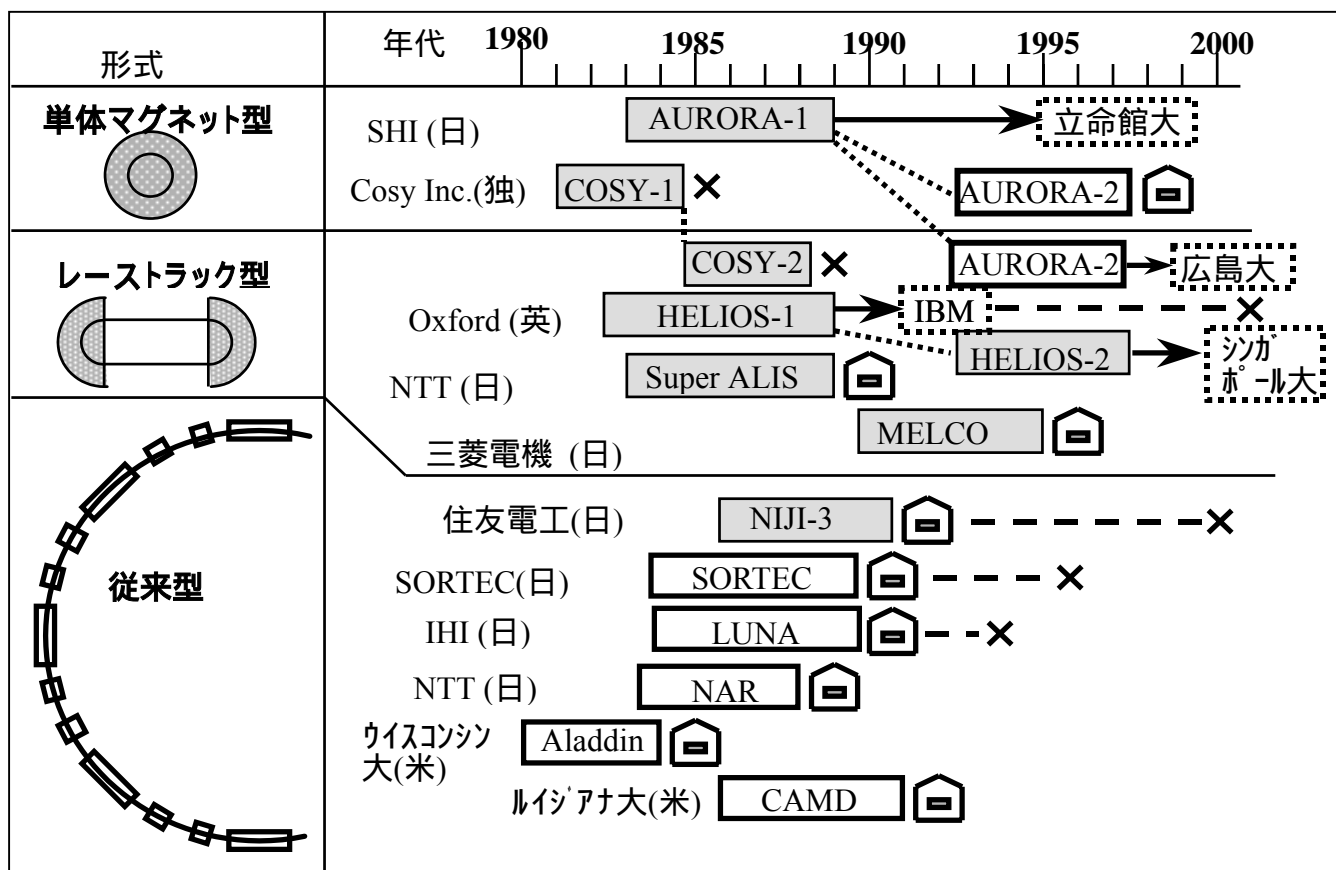 形式
年代 1980 1985 1990 1995 2000
単体マグネット型
SHI (日) AURORA-1 立命館大
Cosy Inc.(独) COSY-1 AURORA-2
レーストラック型
COSY-2 AURORA-2 広島大
Oxford (英) HELIOS-1 IBM
HELIOS-2 シンガ
ポール大
NTT (日) Super ALIS
三菱電機 (日) MELCO
従来型
住友電工(日) NIJI-3
SORTEC(日) SORTEC
IHI (日) LUNA
NTT (日) NAR
ウイスコンシン
大(米) Aladdin
ルイジアナ大(米) CAMD